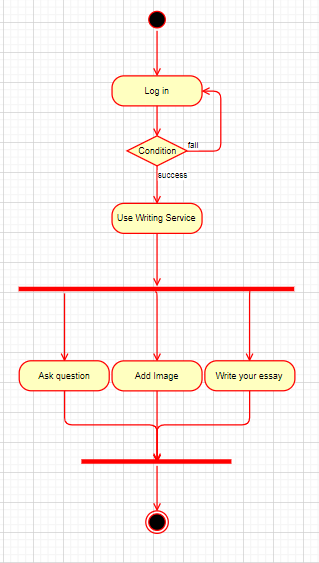 Log in
Condition
fail
success
Use Writing Service
Ask question
Add Image
Write your essay